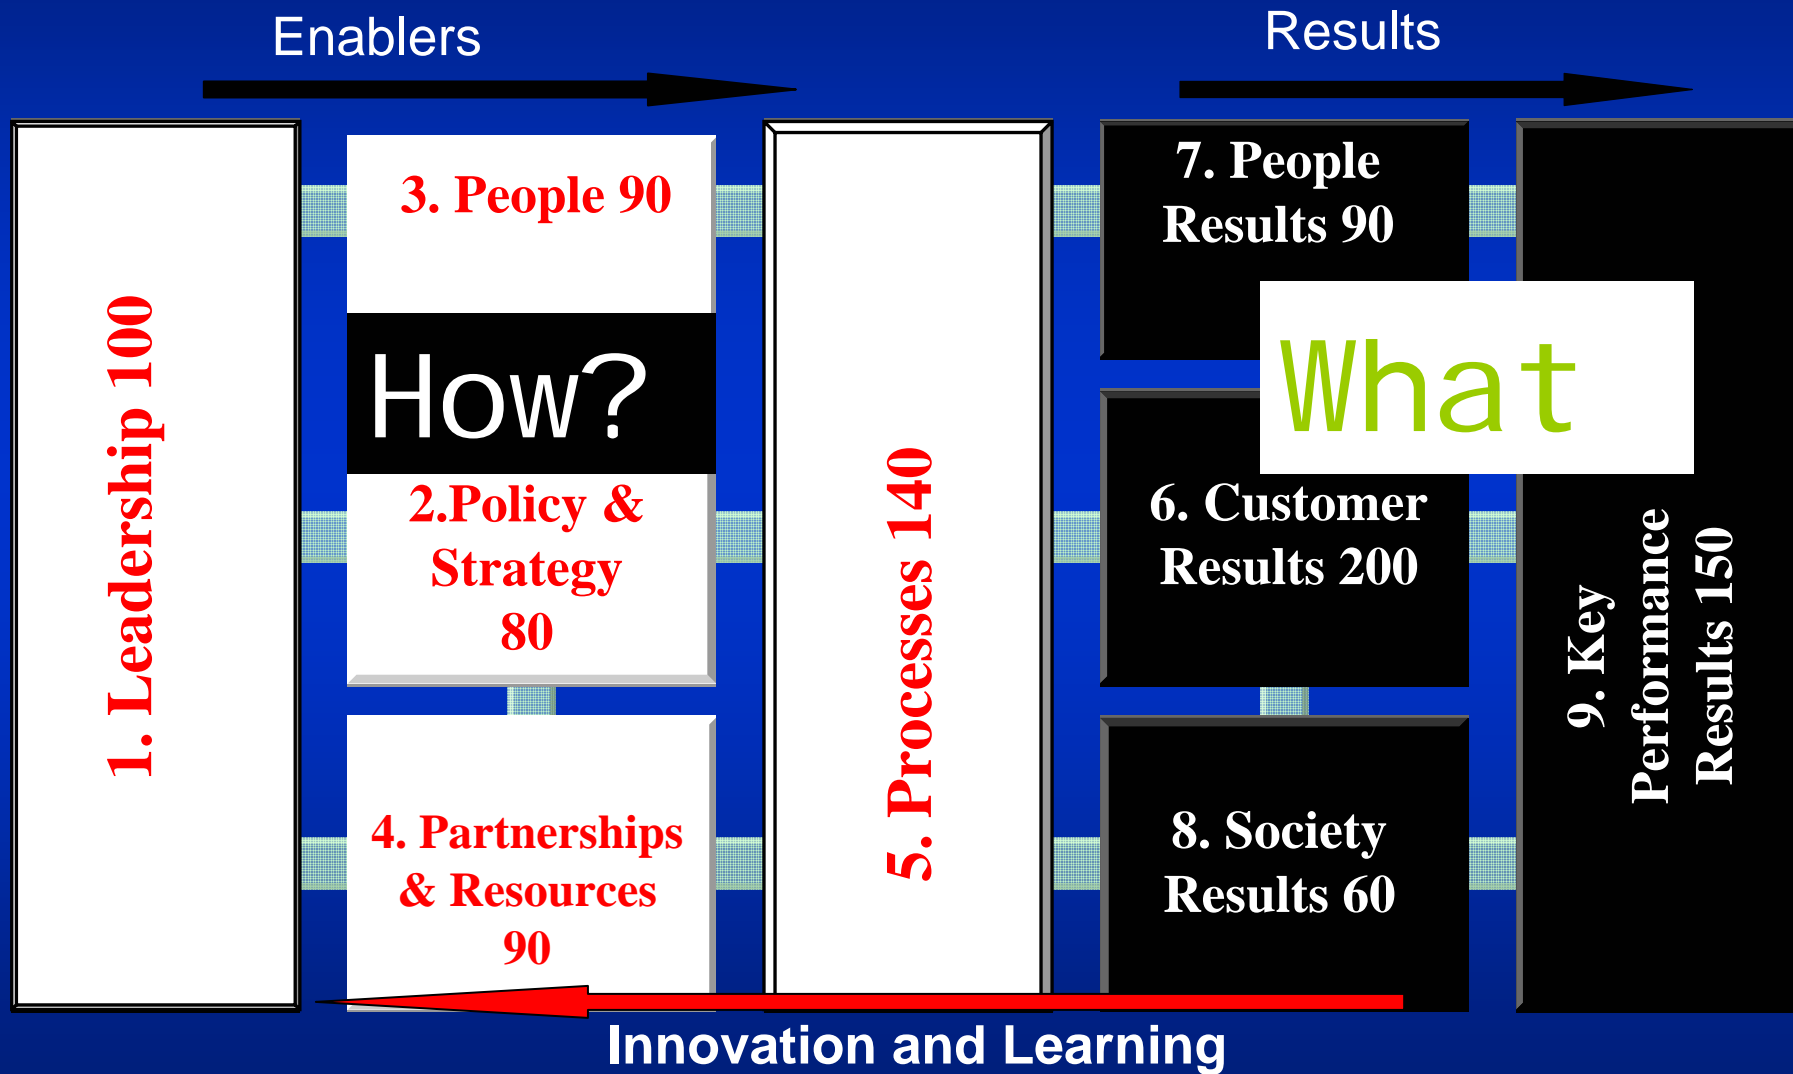 Enablers
Results
1. Leadership 100
3. People 90
How?
2.Policy &
Strategy
80
4. Partnerships
& Resources
90
5. Processes 140
7. People
Results 90
What
6. Customer
Results 200
8. Society
Results 60
9. Key
Performance
Results 150
Innovation and Learning